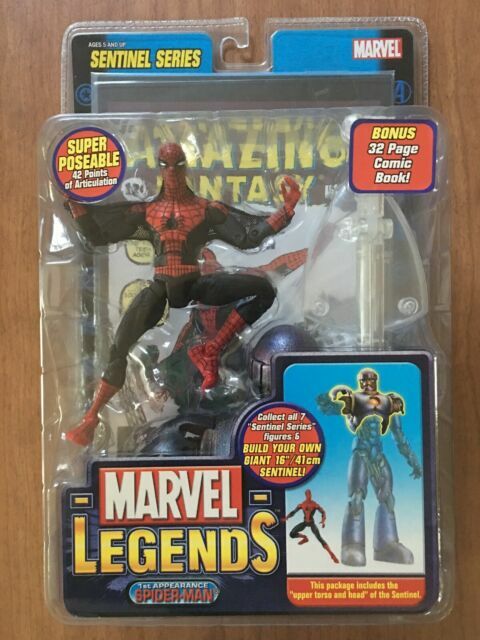 AGES 5 AND UP
SENTINEL SERIES
MARVEL
SUPER
POSEABLE
42 Points
of Articulation
BONUS
32 Page
Comic
Book!
AMAZING
FANTASY
Collect all 7
"Sentinel Series"
figures &
BUILD YOUR OWN
GIANT 16"/41cm
SENTINEL!
MARVEL
LEGENDS
1st APPEARANCE
SPIDER-MAN
This package includes the
"upper torso and head" of the Sentinel.